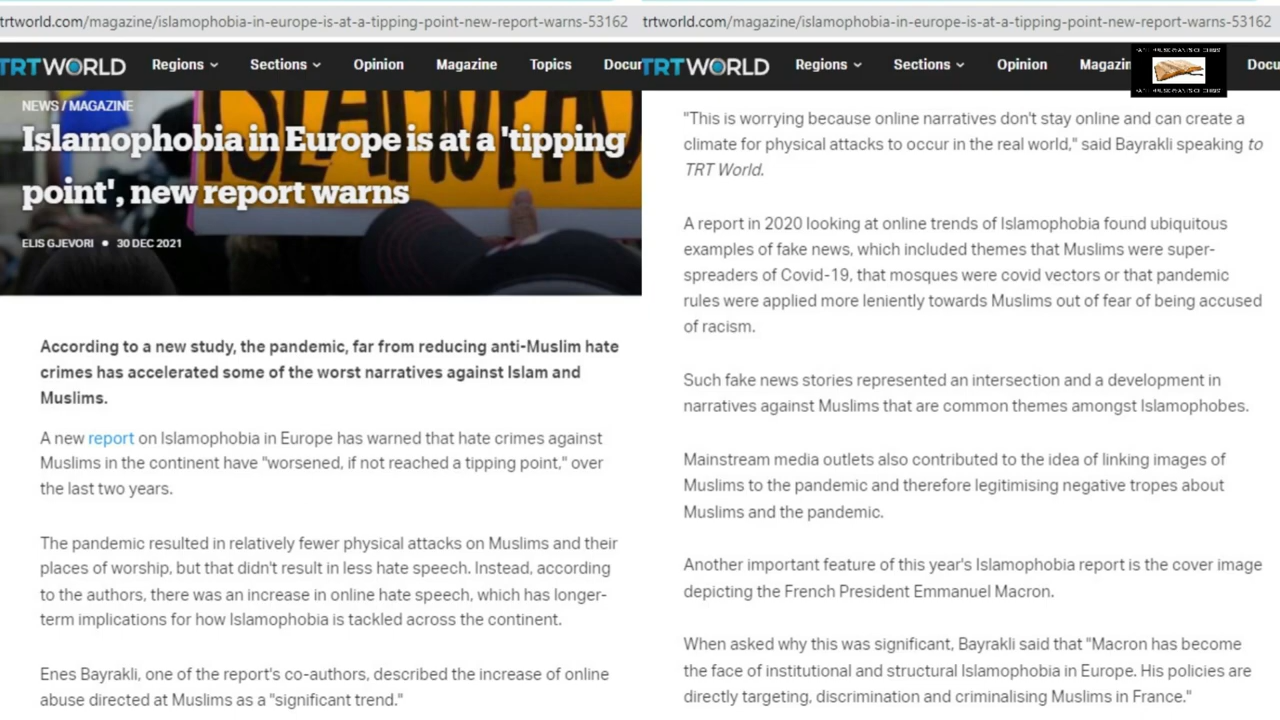 trtworld.com/magazine/islamophobia-in-europe-is-at-a-tipping-point-new-report-warns-53162
TRTWORLD Regions Sections Opinion Magazine Topics Docu
NEWS / MAGAZINE
Islamophobia in Europe is at a 'tipping
point', new report warns
ELIS GJEVORI ● 30 DEC 2021
According to a new study, the pandemic, far from reducing anti-Muslim hate
crimes has accelerated some of the worst narratives against Islam and
Muslims.
A new report on Islamophobia in Europe has warned that hate crimes against
Muslims in the continent have "worsened, if not reached a tipping point," over
the last two years.
The pandemic resulted in relatively fewer physical attacks on Muslims and their
places of worship, but that didn't result in less hate speech. Instead, according
to the authors, there was an increase in online hate speech, which has longer-
term implications for how Islamophobia is tackled across the continent.
Enes Bayrakli, one of the report's co-authors, described the increase of online
abuse directed at Muslims as a "significant trend."
trtworld.com/magazine/islamophobia-in-europe-is-at-a-tipping-point-new-report-warns-53162
TRTWORLD Regions Sections Opinion Magazin Docu
"This is worrying because online narratives don't stay online and can create a
climate for physical attacks to occur in the real world," said Bayrakli speaking to
TRT World.
A report in 2020 looking at online trends of Islamophobia found ubiquitous
examples of fake news, which included themes that Muslims were super-
spreaders of Covid-19, that mosques were covid vectors or that pandemic
rules were applied more leniently towards Muslims out of fear of being accused
of racism.
Such fake news stories represented an intersection and a development in
narratives against Muslims that are common themes amongst Islamophobes.
Mainstream media outlets also contributed to the idea of linking images of
Muslims to the pandemic and therefore legitimising negative tropes about
Muslims and the pandemic.
Another important feature of this year's Islamophobia report is the cover image
depicting the French President Emmanuel Macron.
When asked why this was significant, Bayrakli said that "Macron has become
the face of institutional and structural Islamophobia in Europe. His policies are
directly targeting, discrimination and criminalising Muslims in France."